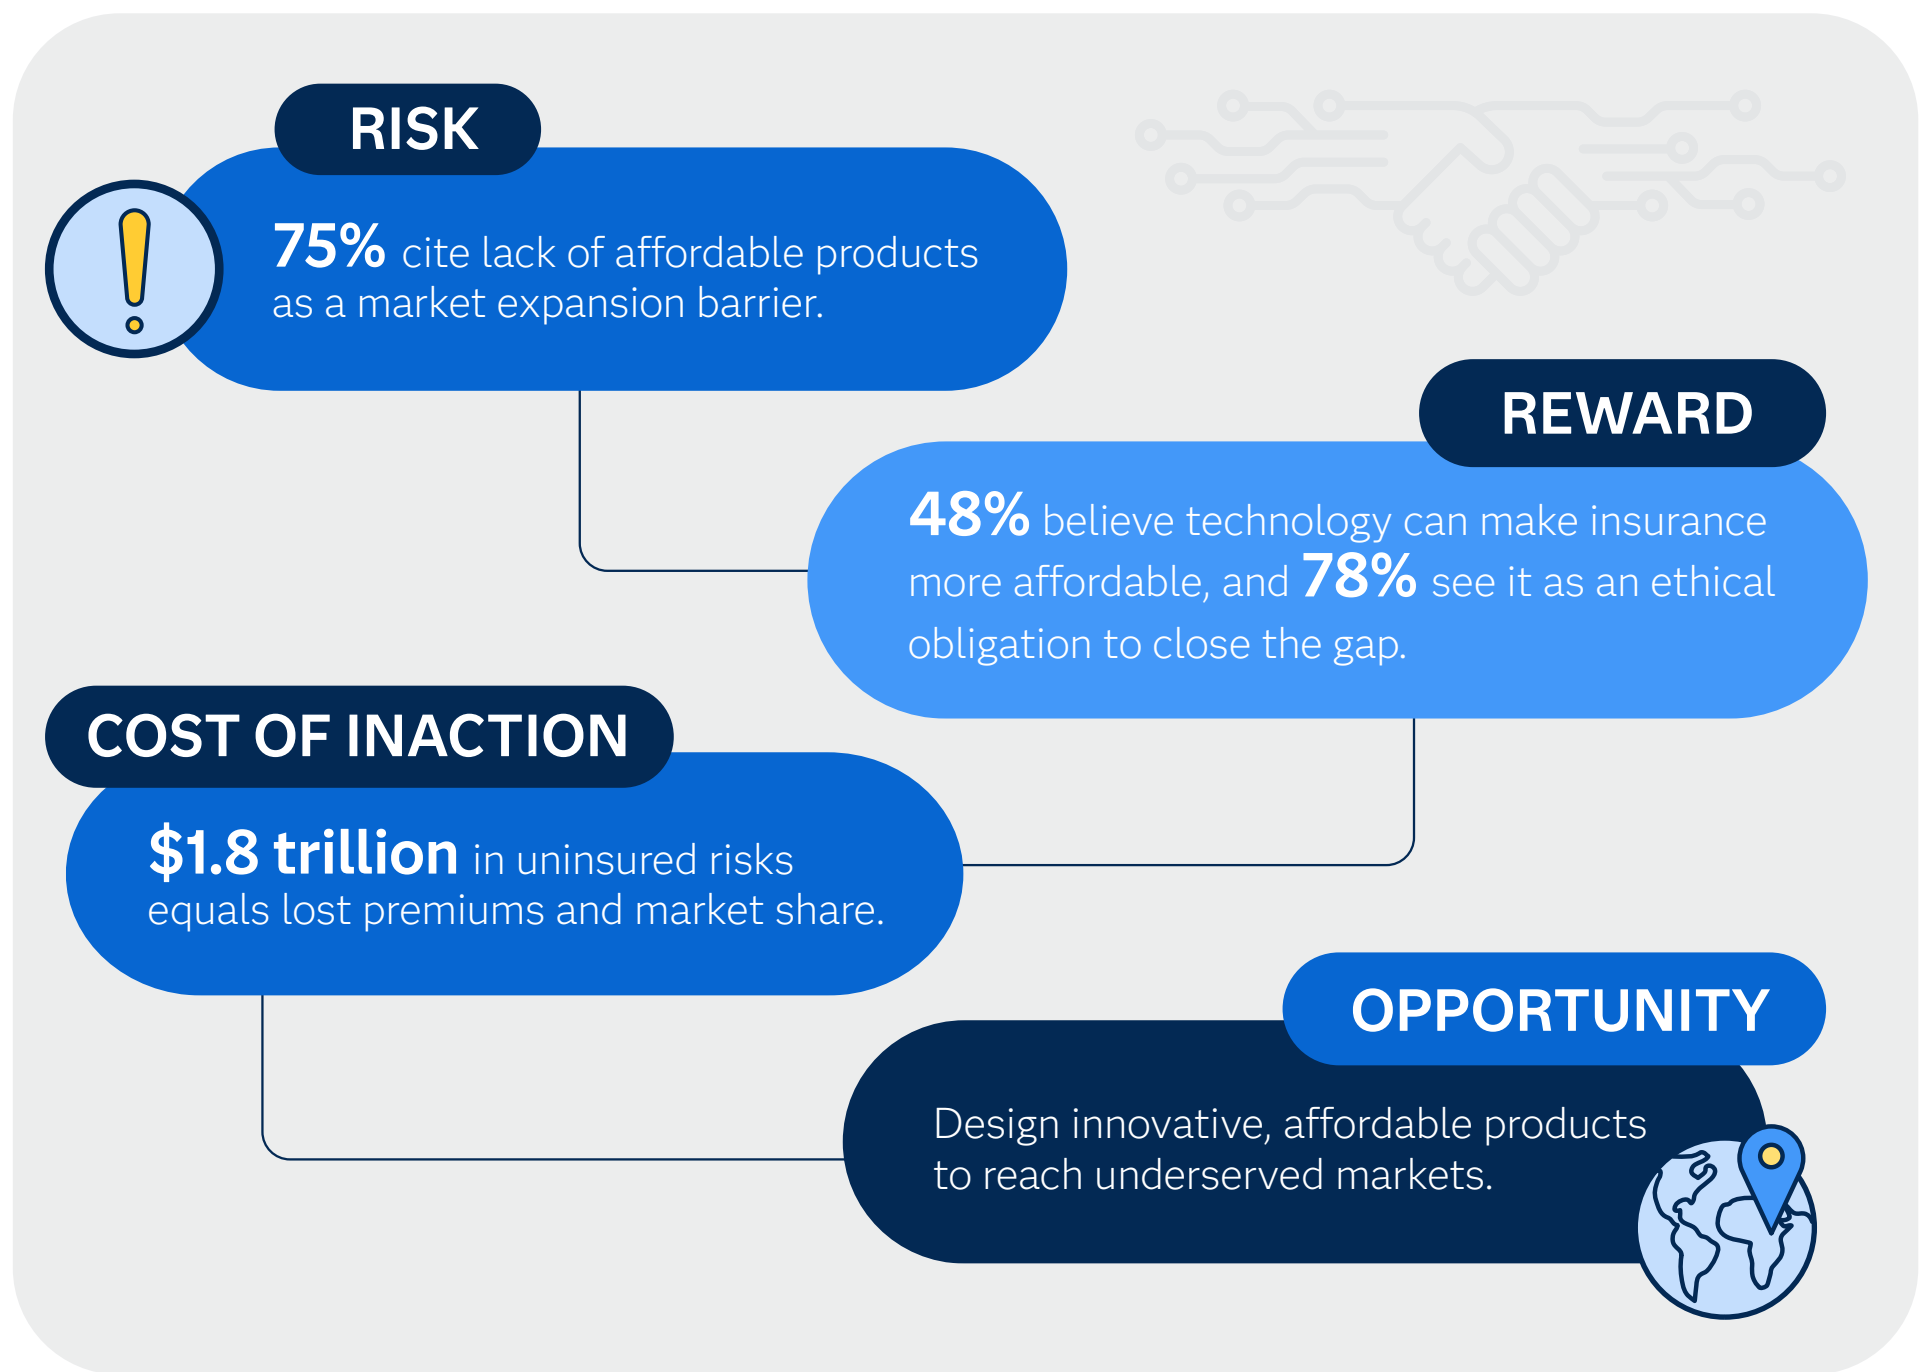 RISK
75% cite lack of affordable products
as a market expansion barrier.
REWARD
48% believe technology can make insurance
more affordable, and 78% see it as an ethical
obligation to close the gap.
COST OF INACTION
$1.8 trillion in uninsured risks
equals lost premiums and market share.
OPPORTUNITY
Design innovative, affordable products
to reach underserved markets.